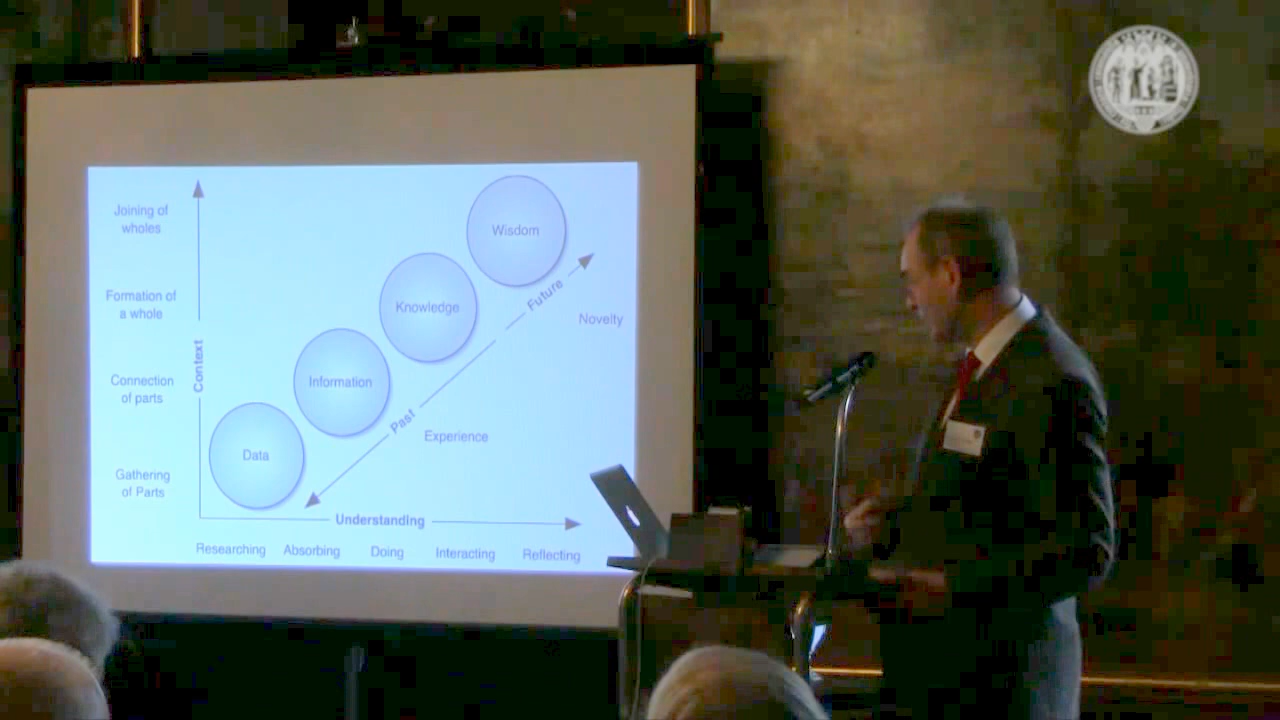 Joining of
wholes
Wisdom
Formation of
a whole
Knowledge
Future
Novelty
Context
Connection
of parts
Information
Past
Experience
Data
Gathering
of Parts
Understanding
Researching Absorbing Doing Interacting Reflecting